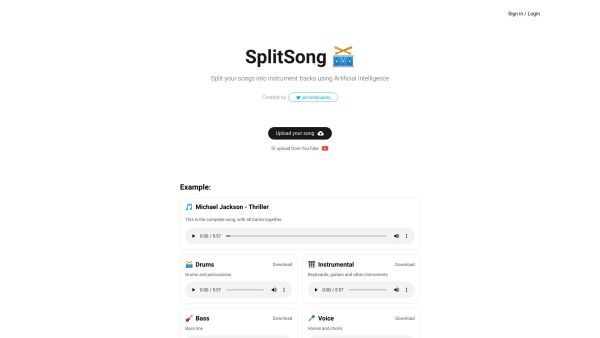 Sign in / Login
SplitSong
Split your songs into instrument tracks using Artificial Intelligence
Created by
Upload your song
Or upload from YouTube
Example:
Michael Jackson - Thriller
This is the complete song, with all tracks together
0:00 / 5:57
Drums Download
Drums and percussions
0:00 / 5:57
Instrumental Download
Keyboards, guitars and other instruments
0:00 / 5:57
Bass Download
Bass line
Voice Download
Voices and choirs